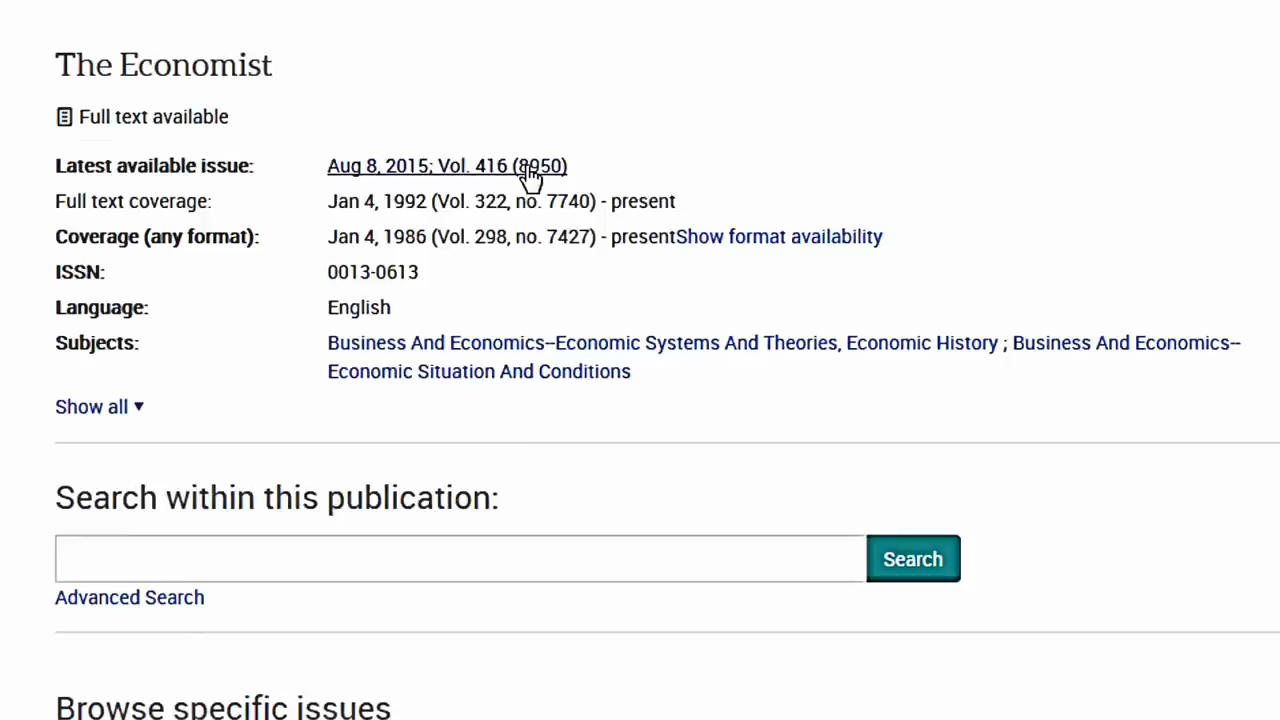 The Economist
Full text available
Latest available issue: Aug 8, 2015; Vol. 416 (8950)
Full text coverage: Jan 4, 1992 (Vol. 322, no. 7740) - present
Coverage (any format): Jan 4, 1986 (Vol. 298, no. 7427) - presentShow format availability
ISSN: 0013-0613
Language: English
Subjects: Business And Economics--Economic Systems And Theories, Economic History ; Business And Economics--
Economic Situation And Conditions
Show all
Search within this publication:
Search
Advanced Search
Browse specific issues